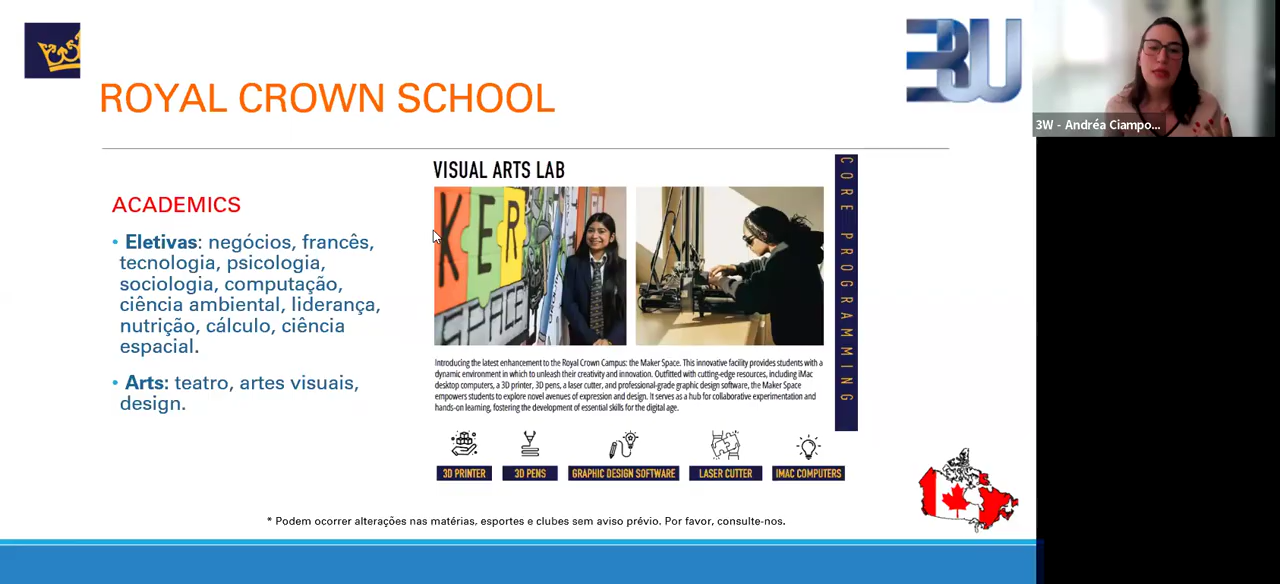 3W
3W - Andréa Ciampo...
ROYAL CROWN SCHOOL
ACADEMICS
• Eletivas: negócios, francês,
tecnologia, psicologia,
sociologia, computação,
ciência ambiental, liderança,
nutrição, cálculo, ciência
espacial.
• Arts: teatro, artes visuais,
design.
VISUAL ARTS LAB
KER
SPACE
CORE PROGRAMMING
Introducing the latest enhancement to the Royal Crown Campus: the Maker Space. This innovative facility provides students with a
dynamic environment in which to unleash their creativity and innovation. Outfitted with cutting-edge resources, including iMac
desktop computers, a 3D printer, 3D pens, a laser cutter, and professional-grade graphic design software, the Maker Space
empowers students to explore novel avenues of expression and design. It serves as a hub for collaborative experimentation and
hands-on learning, fostering the development of essential skills for the digital age.
3D PRINTER
3D PENS
GRAPHIC DESIGN SOFTWARE
LASER CUTTER
IMAC COMPUTERS
* Podem ocorrer alterações nas matérias, esportes e clubes sem aviso prévio. Por favor, consulte-nos.